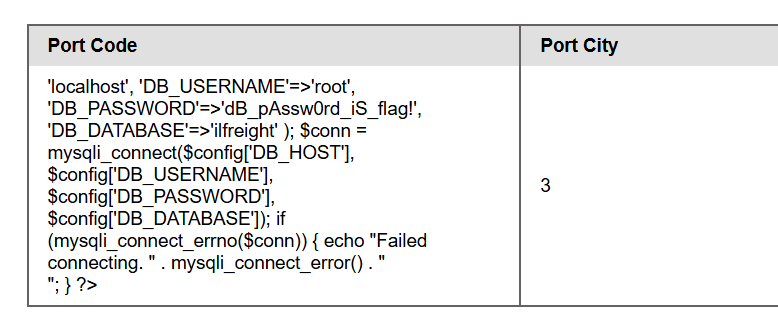 Port Code
Port City
'localhost', 'DB_USERNAME'=>'root',
'DB_PASSWORD'=>'dB_pAssw0rd_iS_flag!',
'DB_DATABASE'=>'ilfreight' ); $conn =
mysqli_connect($config['DB_HOST'],
$config['DB_USERNAME'],
$config['DB_PASSWORD'],
$config['DB_DATABASE']); if
(mysqli_connect_errno($conn)) { echo "Failed
connecting. " . mysqli_connect_error() . "
"; } ?>
3